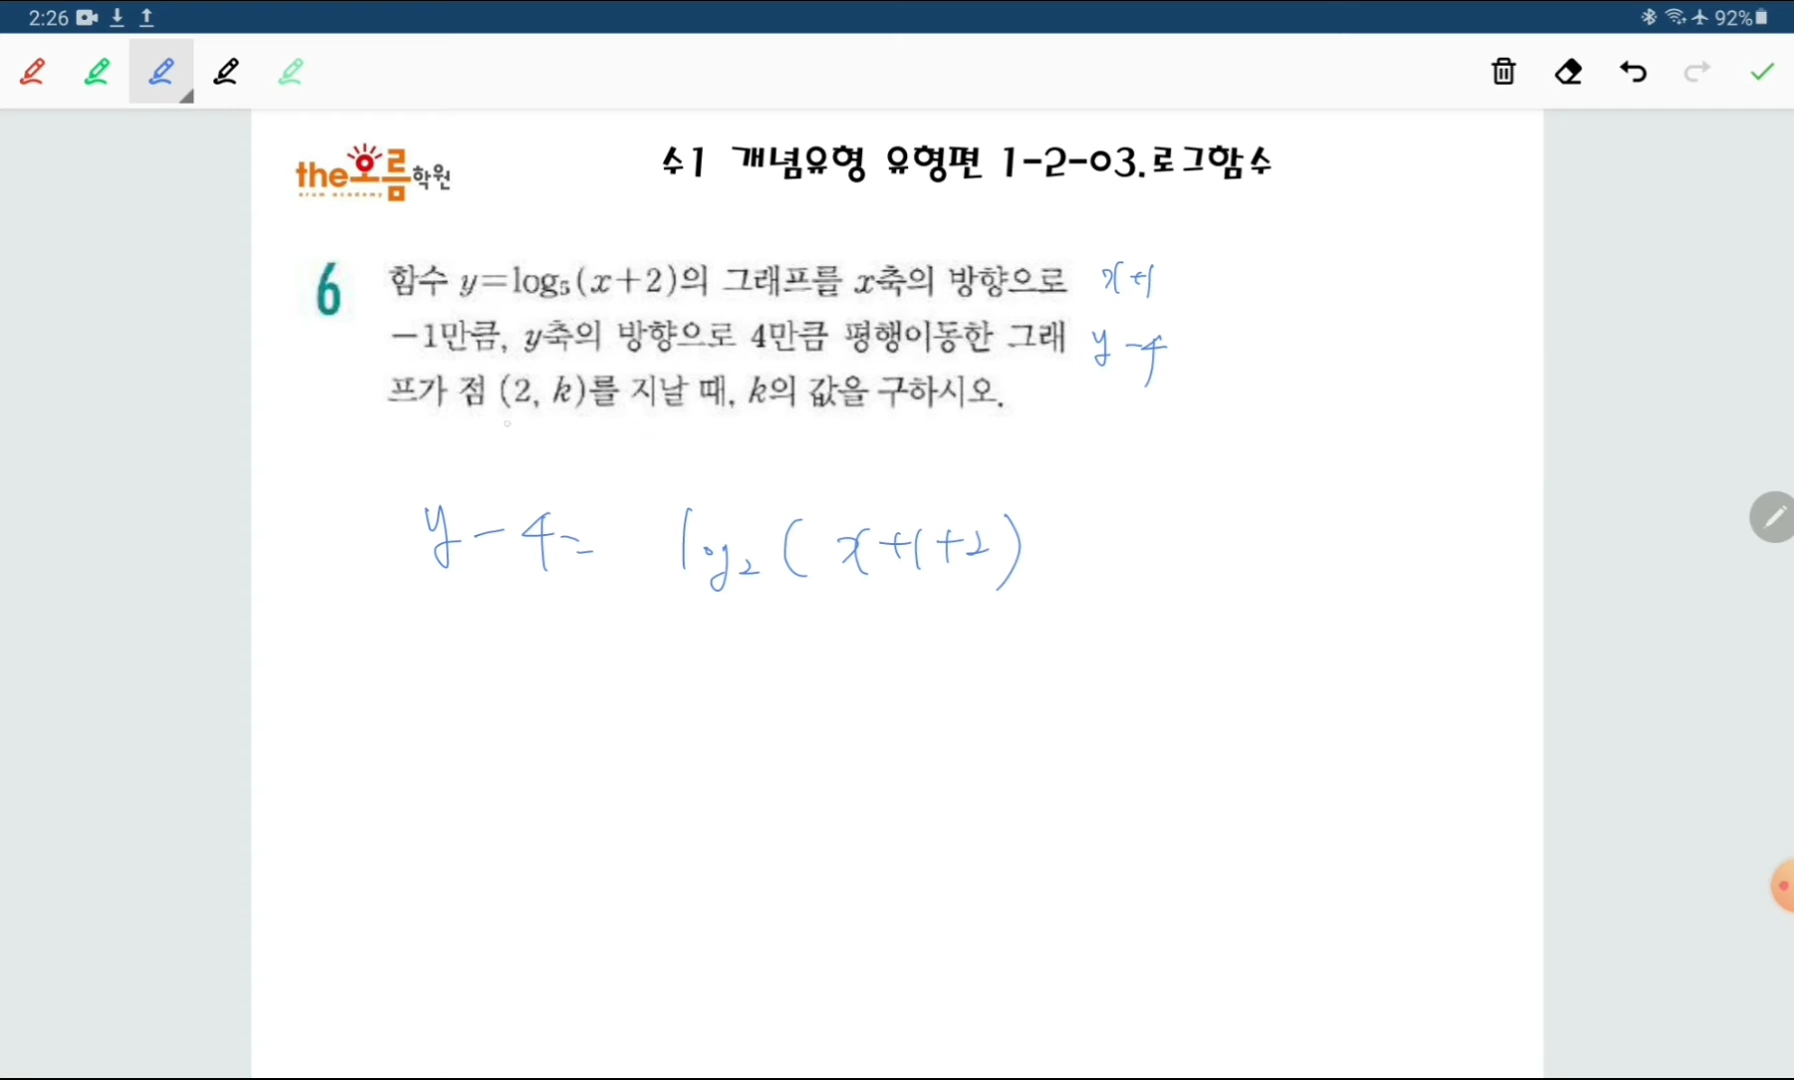 2:26
92%
the오름학원
orum academy
수1 개념유형 유형편 1-2-03.로그함수
6 함수 y=log₅(x+2)의 그래프를 x축의 방향으로 x+1
-1만큼, y축의 방향으로 4만큼 평행이동한 그래 y-4
프가 점 (2, k)를 지날 때, k의 값을 구하시오.
y-4= log₂(x+1+2)